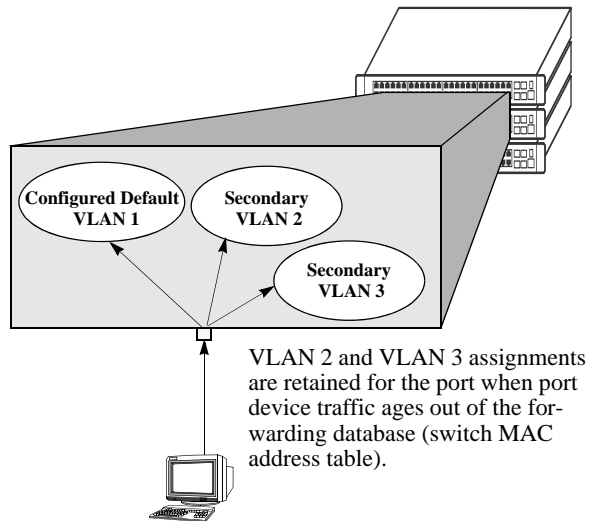 Configured Default
VLAN 1
Secondary
VLAN 2
Secondary
VLAN 3
VLAN 2 and VLAN 3 assignments
are retained for the port when port
device traffic ages out of the for-
warding database (switch MAC
address table).